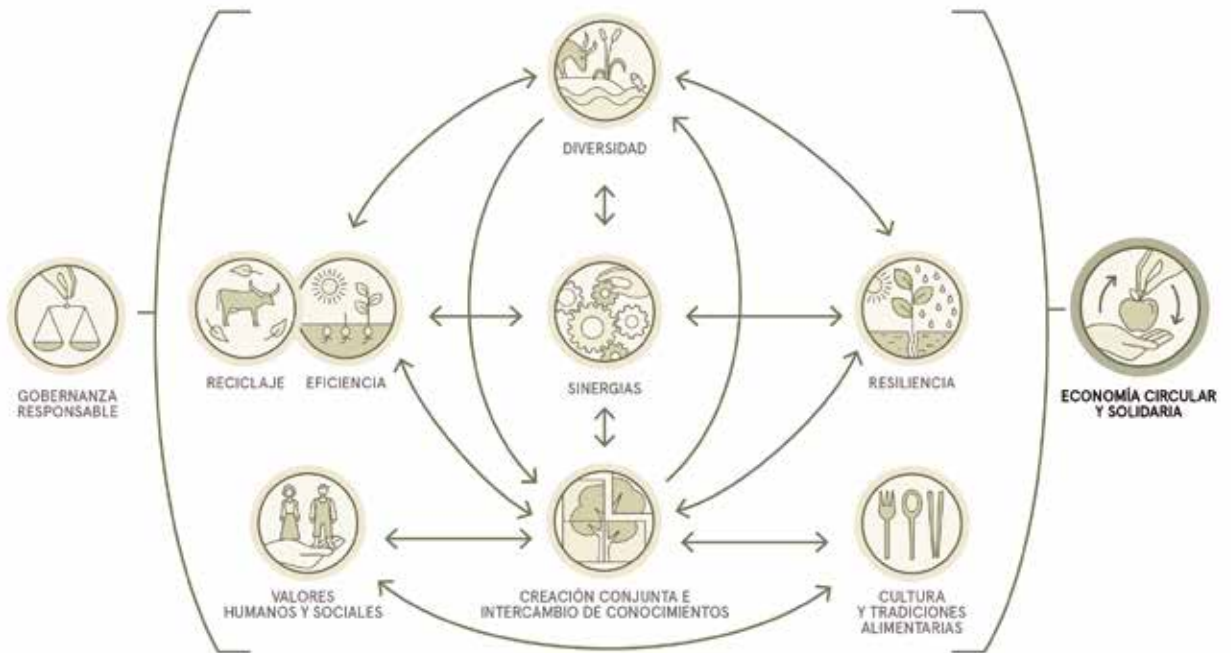 DIVERSIDAD
GOBERNANZA
RESPONSABLE
RECICLAJE
EFICIENCIA
SINERGIAS
RESILIENCIA
ECONOMÍA CIRCULAR
Y SOLIDARIA
VALORES
HUMANOS Y SOCIALES
CREACIÓN CONJUNTA E
INTERCAMBIO DE CONOCIMIENTOS
CULTURA
Y TRADICIONES
ALIMENTARIAS